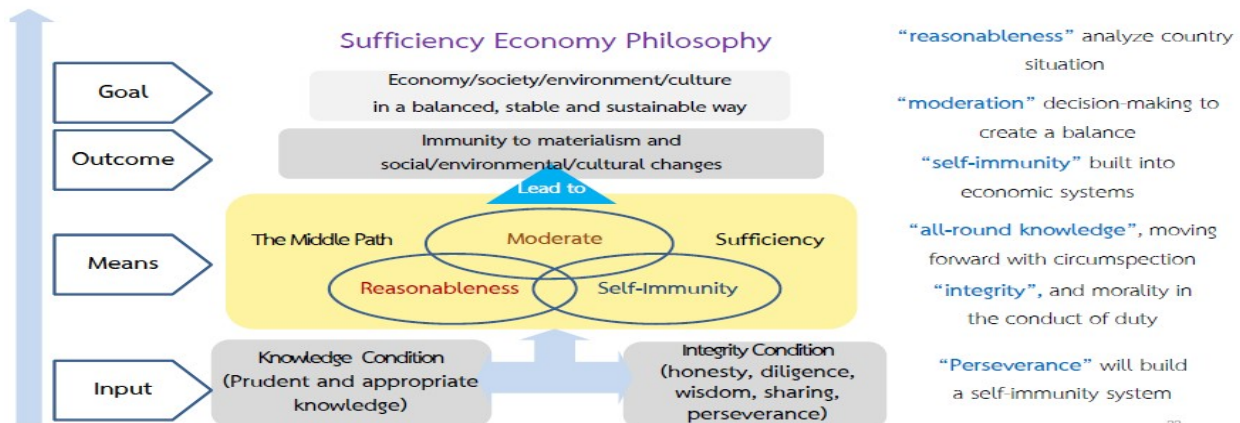 Sufficiency Economy Philosophy
Goal
Economy/society/environment/culture
in a balanced, stable and sustainable way
Outcome
Immunity to materialism and
social/environmental/cultural changes
Lead to
Means
The Middle Path
Moderate
Sufficiency
Reasonableness
Self-Immunity
Input
Knowledge Condition
(Prudent and appropriate
knowledge)
Integrity Condition
(honesty, diligence,
wisdom, sharing,
perseverance)
“reasonableness” analyze country
situation
“moderation” decision-making to
create a balance
“self-immunity” built into
economic systems
“all-round knowledge”, moving
forward with circumspection
“integrity”, and morality in
the conduct of duty
“Perseverance” will build
a self-immunity system